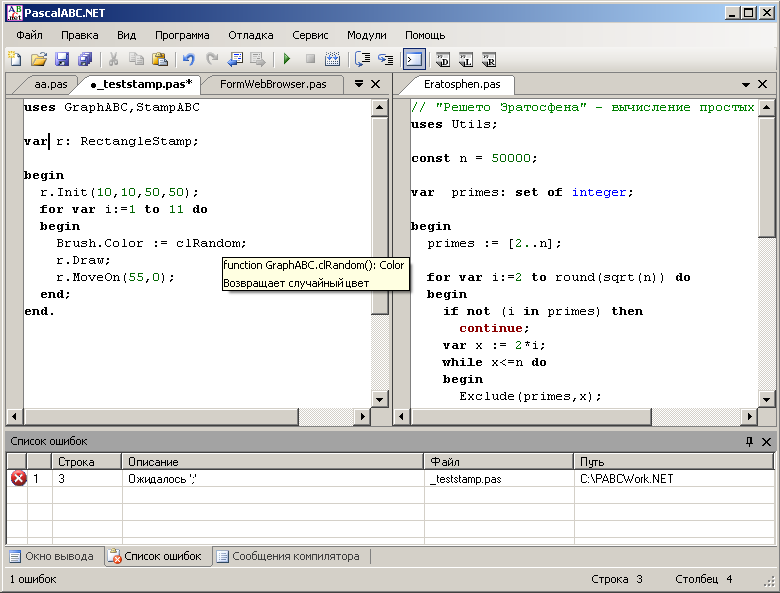 PascalABC.NET
Файл Правка Вид Программа Отладка Сервис Модули Помощь
aa.pas ●_teststamp.pas* FormWebBrowser.pas
uses GraphABC,StampABC
var r: RectangleStamp;
begin
r.Init(10,10,50,50);
for var i:=1 to 11 do
begin
Brush.Color := clRandom;
r.Draw;
r.MoveOn(55,0);
end;
end.
function GraphABC.clRandom(): Color
Возвращает случайный цвет
Eratosphen.pas
// "Решето Эратосфена" - вычисление простых
uses Utils;
const n = 50000;
var primes: set of integer;
begin
primes := [2..n];
for var i:=2 to round(sqrt(n)) do
begin
if not (i in primes) then
continue;
var x := 2*i;
while x<=n do
begin
Exclude(primes,x);
Список ошибок
Строка Описание Файл Путь
1 3 Ожидалось ';' _teststamp.pas C:\PABCWork.NET
Окно вывода Список ошибок Сообщения компилятора
1 ошибок Строка 3 Столбец 4